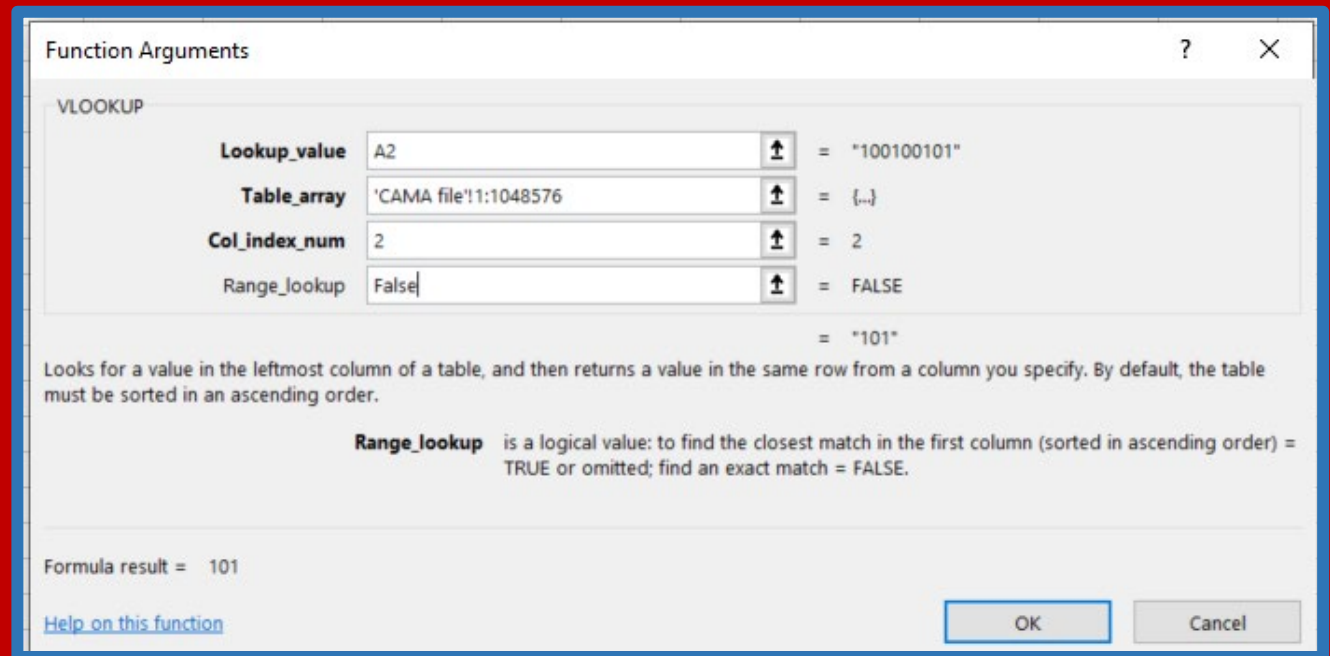 Function Arguments ? ×
VLOOKUP
Lookup_value A2 = "100100101"
Table_array 'CAMA file'!1:1048576 = {...}
Col_index_num 2 = 2
Range_lookup False = FALSE
= "101"
Looks for a value in the leftmost column of a table, and then returns a value in the same row from a column you specify. By default, the table
must be sorted in an ascending order.
Range_lookup is a logical value: to find the closest match in the first column (sorted in ascending order) =
TRUE or omitted; find an exact match = FALSE.
Formula result = 101
Help on this function OK Cancel